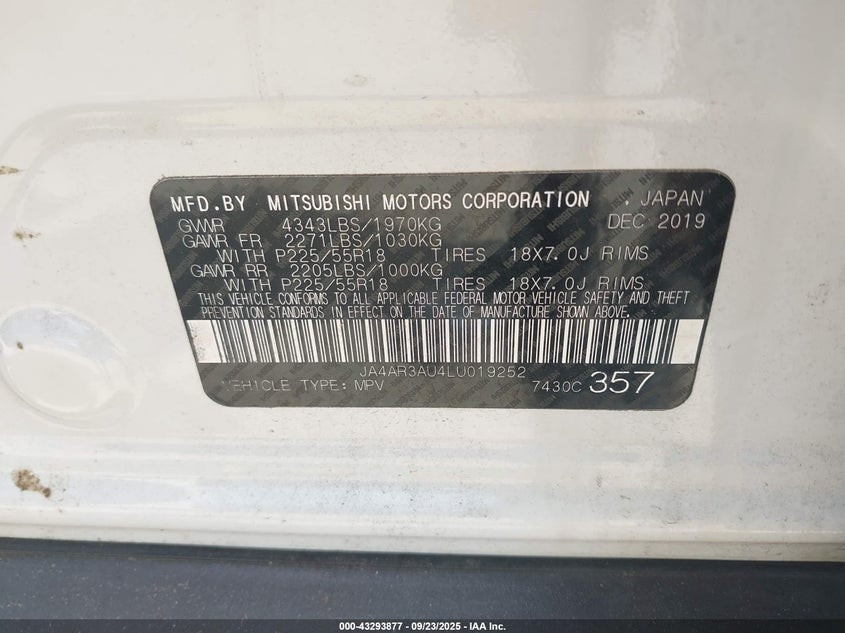 MFD.BY MITSUBISHI MOTORS CORPORATION , JAPAN
GVWR 4343LBS/1970KG DEC 2019
GAWR FR 2271LBS/1030KG
WITH P225/55R18 TIRES 18X7.0J RIMS
GAWR RR 2205LBS/1000KG
WITH P225/55R18 TIRES 18X7.0J RIMS
THIS VEHICLE CONFORMS TO ALL APPLICABLE FEDERAL MOTOR VEHICLE SAFETY AND THEFT
PREVENTION STANDARDS IN EFFECT ON THE DATE OF MANUFACTURE SHOWN ABOVE.
JA4AR3AU4LU019252
VEHICLE TYPE: MPV 7430C 357
000-43293877 - 09/23/2025 - IAA Inc.